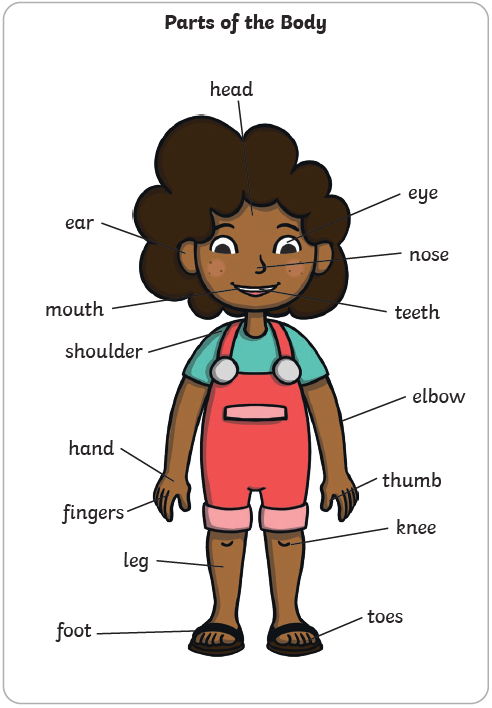 Parts of the Body
head
eye
ear
nose
mouth
teeth
shoulder
elbow
hand
thumb
fingers
knee
leg
foot
toes